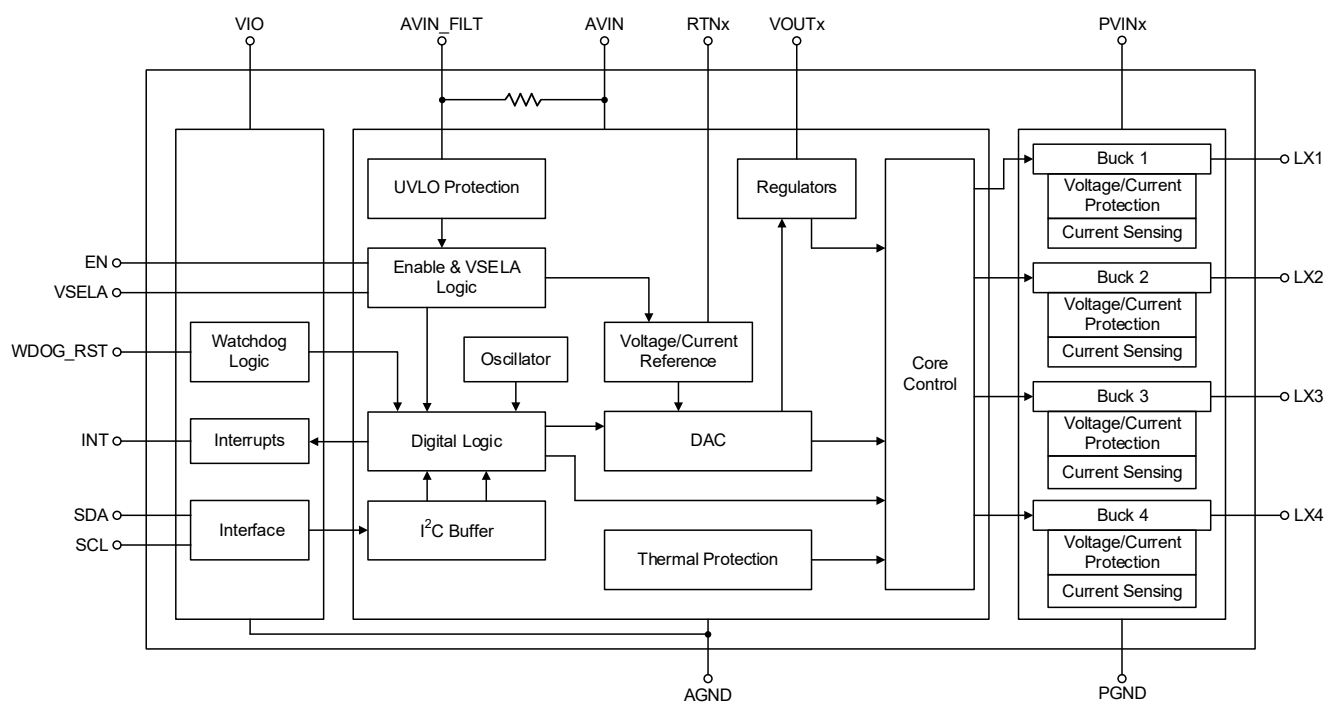 VIO
AVIN_FILT
AVIN
RTNx
VOUTx
PVINx
UVLO Protection
Regulators
Buck 1
LX1
Voltage/Current
Protection
Current Sensing
EN
VSELA
Enable & VSELA
Logic
Buck 2
LX2
Voltage/Current
Protection
Current Sensing
WDOG_RST
Watchdog
Logic
Oscillator
Voltage/Current
Reference
Core
Control
Buck 3
LX3
Voltage/Current
Protection
Current Sensing
INT
Interrupts
Digital Logic
DAC
SDA
SCL
Interface
I²C Buffer
Thermal Protection
Buck 4
LX4
Voltage/Current
Protection
Current Sensing
AGND
PGND